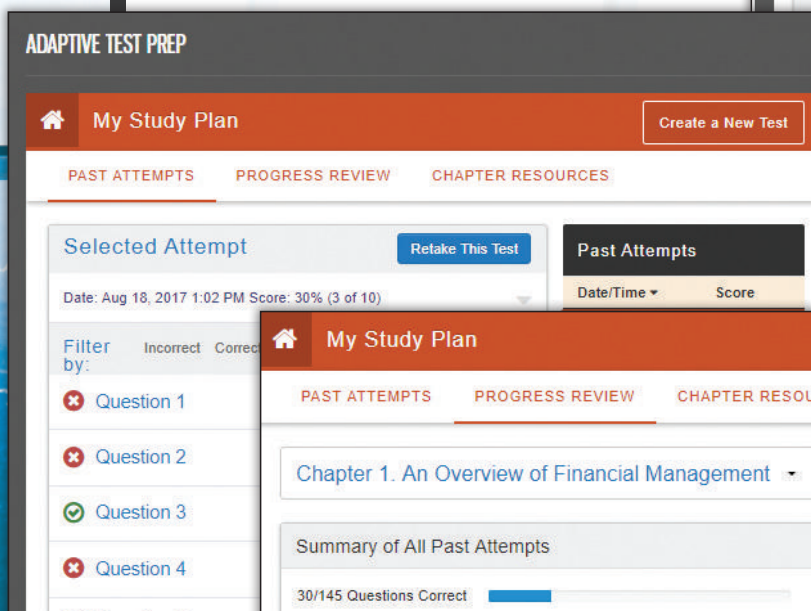 ADAPTIVE TEST PREP
My Study Plan
Create a New Test
PAST ATTEMPTS PROGRESS REVIEW CHAPTER RESOURCES
Selected Attempt
Retake This Test
Past Attempts
Date: Aug 18, 2017 1:02 PM Score: 30% (3 of 10)
Date/Time Score
Filter by:
Incorrect Correct
Question 1
Question 2
Question 3
Question 4
My Study Plan
PAST ATTEMPTS PROGRESS REVIEW CHAPTER RESOU
Chapter 1. An Overview of Financial Management
Summary of All Past Attempts
30/145 Questions Correct